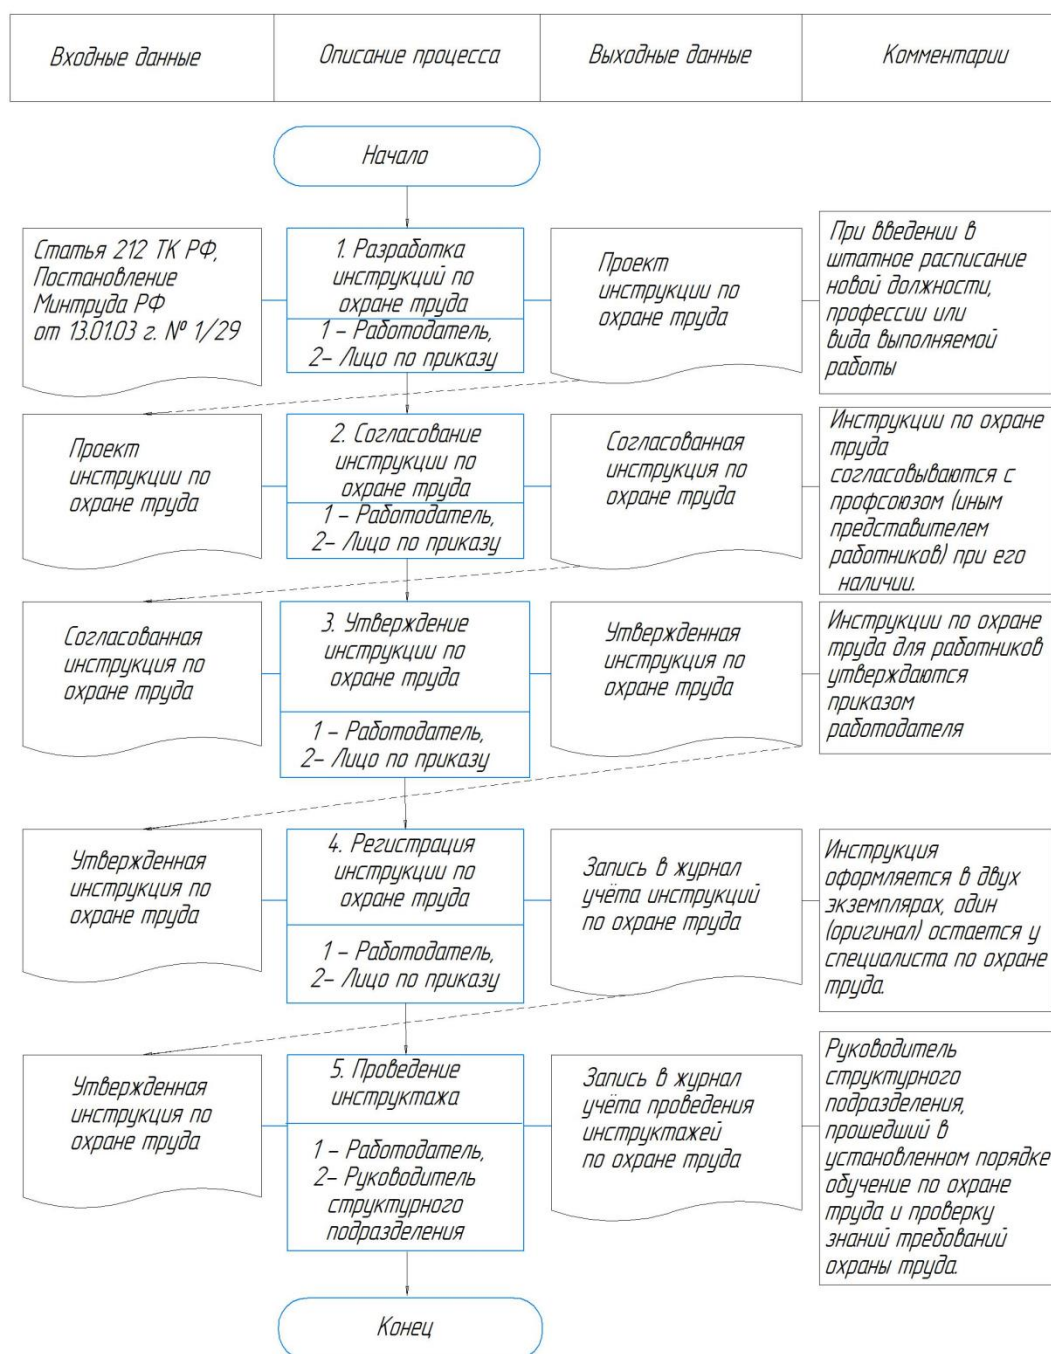 Входные данные
Описание процесса
Выходные данные
Комментарии
Начало
Статья 212 ТК РФ,
Постановление
Минтруда РФ
от 13.01.03 г. № 1/29
1. Разработка
инструкций по
охране труда
1 – Работодатель,
2– Лицо по приказу
Проект
инструкции по
охране труда
При введении в
штатное расписание
новой должности,
профессии или
вида выполняемой
работы
Проект
инструкции по
охране труда
2. Согласование
инструкции по
охране труда
1 – Работодатель,
2– Лицо по приказу
Согласованная
инструкция по
охране труда
Инструкции по охране
труда
согласовываются с
профсоюзом (иным
представителем
работников) при его
наличии.
Согласованная
инструкция по
охране труда
3. Утверждение
инструкции по
охране труда
1 – Работодатель,
2– Лицо по приказу
Утвержденная
инструкция по
охране труда
Инструкции по охране
труда для работников
утверждаются
приказом
работодателя
Утвержденная
инструкция по
охране труда
4. Регистрация
инструкции по
охране труда
1 – Работодатель,
2– Лицо по приказу
Запись в журнал
учёта инструкций
по охране труда
Инструкция
оформляется в двух
экземплярах, один
(оригинал) остается у
специалиста по охране
труда.
Утвержденная
инструкция по
охране труда
5. Проведение
инструктажа
1 – Работодатель,
2– Руководитель
структурного
подразделения
Запись в журнал
учёта проведения
инструктажей
по охране труда
Руководитель
структурного
подразделения,
прошедший в
установленном порядке
обучение по охране
труда и проверку
знаний требований
охраны труда.
Конец